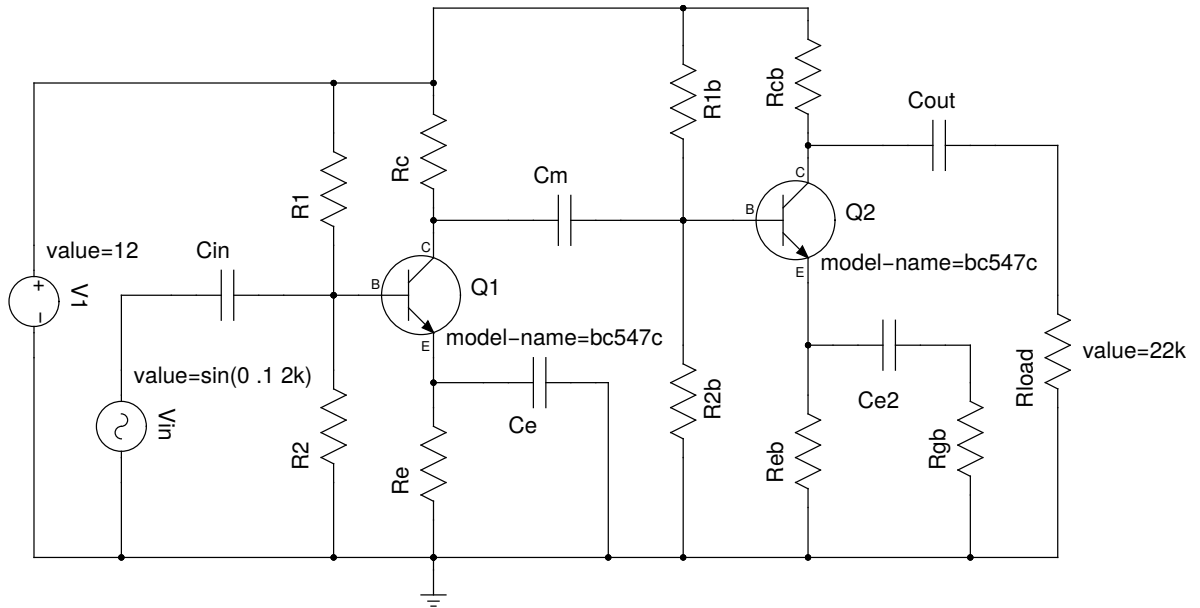 R1b
Rcb
Cout
Rc
Cm
C
B
Q2
E
model−name=bc547c
R1
value=12
Cin
+
−
V1
C
B
Q1
E
model−name=bc547c
value=sin(0 .1 2k)
Vin
R2
Ce
Re
R2b
Ce2
Reb
Rgb
Rload
value=22k